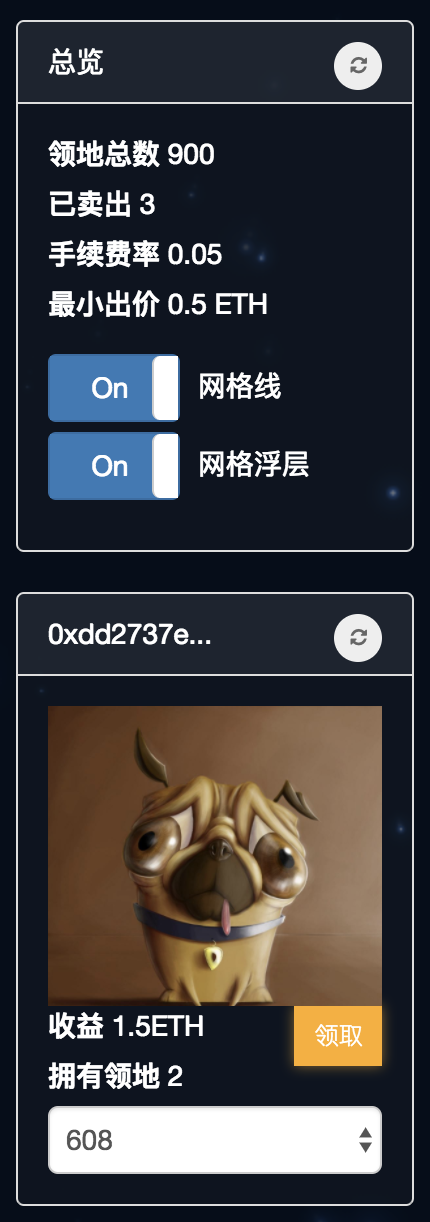 总览
领地总数 900
已卖出 3
手续费率 0.05
最小出价 0.5 ETH
On 网格线
On 网格浮层
0xdd2737e...
收益 1.5ETH
领取
拥有领地 2
608